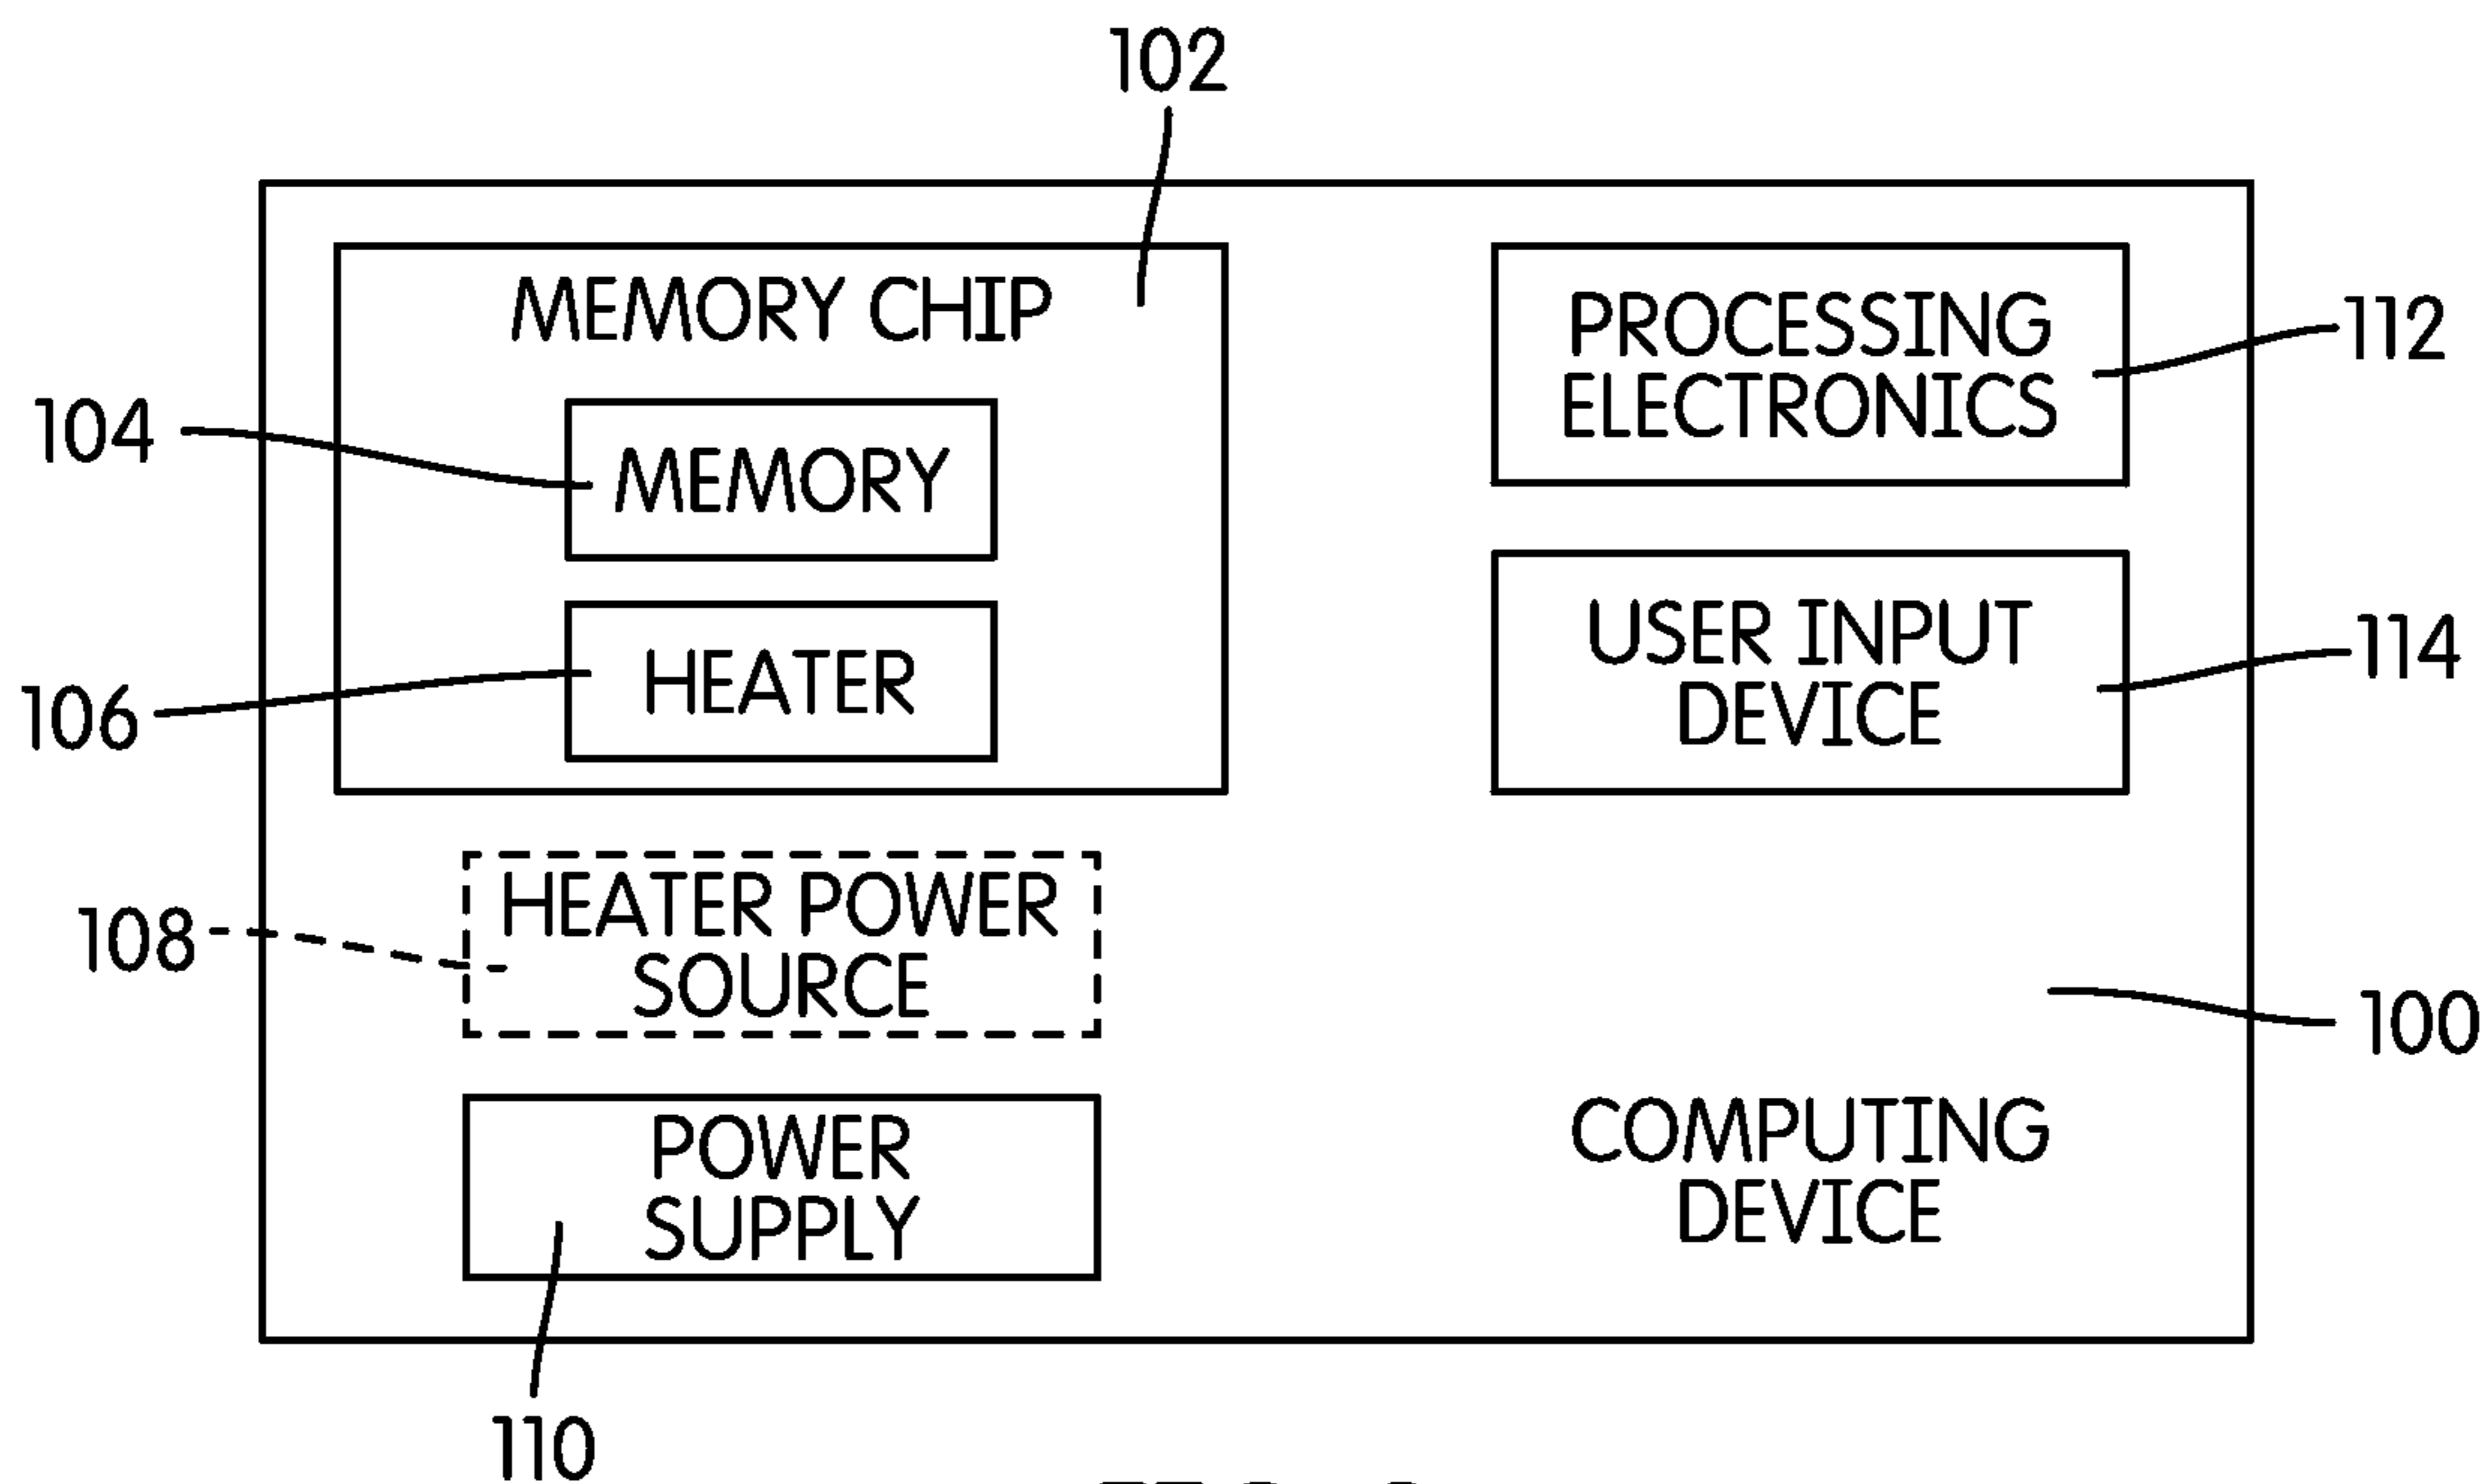 102
MEMORY CHIP
PROCESSING
ELECTRONICS
112
104
MEMORY
USER INPUT
DEVICE
114
106
HEATER
108
HEATER POWER
SOURCE
100
POWER
SUPPLY
COMPUTING
DEVICE
110